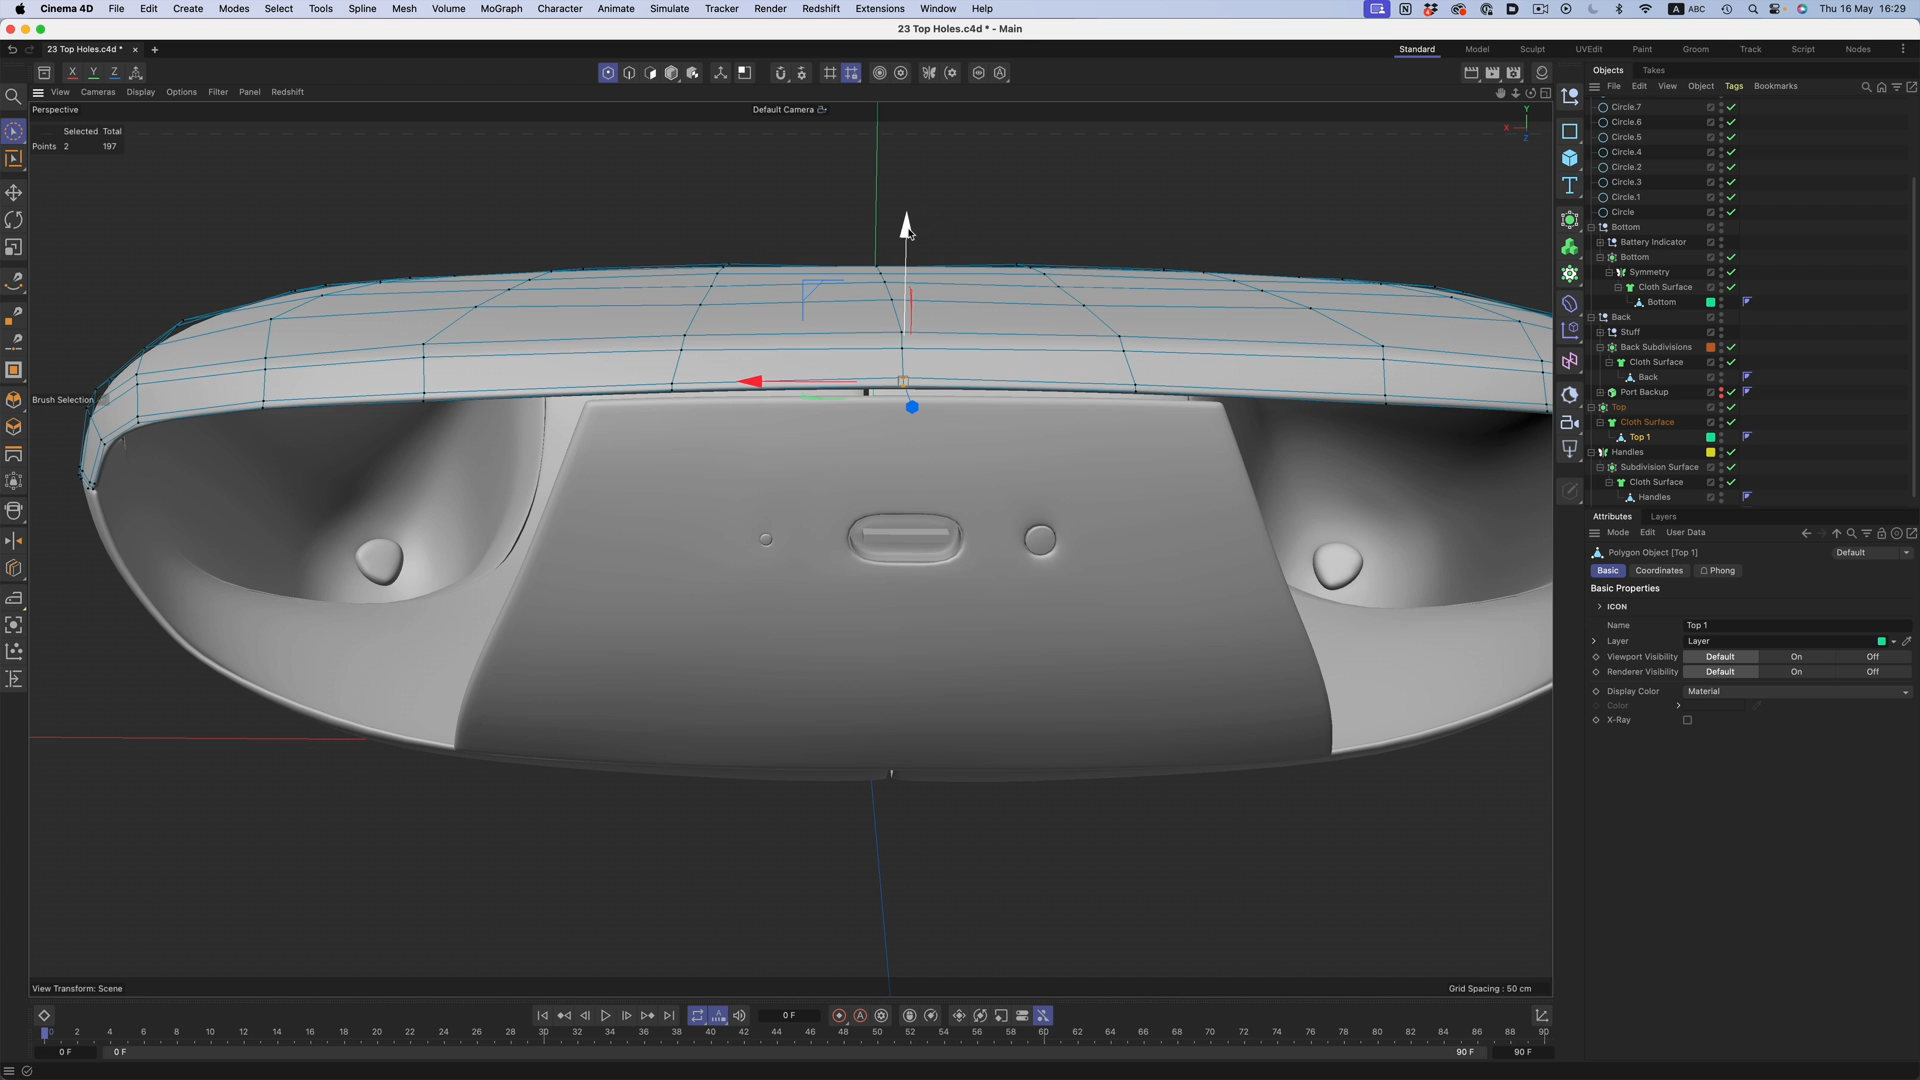 Cinema 4D File Edit Create Modes Select Tools Spline Mesh Volume MoGraph Character Animate Simulate Tracker Render Redshift Extensions Window Help A ABC Thu 16 May 16:29
23 Top Holes.c4d * - Main
23 Top Holes.c4d * × + Standard Model Sculpt UVEdit Paint Groom Track Script Nodes
X Y Z
View Cameras Display Options Filter Panel Redshift
Perspective Default Camera
Selected Total
Points 2 197
Y
X
Z
Brush Selection
View Transform: Scene Grid Spacing : 50 cm
Objects Takes
File Edit View Object Tags Bookmarks
Circle.7
Circle.6
Circle.5
Circle.4
Circle.2
Circle.3
Circle.1
Circle
Bottom
Battery Indicator
Bottom
Symmetry
Cloth Surface
Bottom
Back
Stuff
Back Subdivisions
Cloth Surface
Back
Port Backup
Top
Cloth Surface
Top 1
Handles
Subdivision Surface
Cloth Surface
Handles
Attributes Layers
Mode Edit User Data
Polygon Object [Top 1] Default
Basic Coordinates Phong
Basic Properties
ICON
Name Top 1
Layer Layer
Viewport Visibility Default On Off
Renderer Visibility Default On Off
Display Color Material
Color
X-Ray
0 F
0 2 4 6 8 10 12 14 16 18 20 22 24 26 28 30 32 34 36 38 40 42 44 46 48 50 52 54 56 58 60 62 64 66 68 70 72 74 76 78 80 82 84 86 88 90
0 F 0 F 90 F 90 F